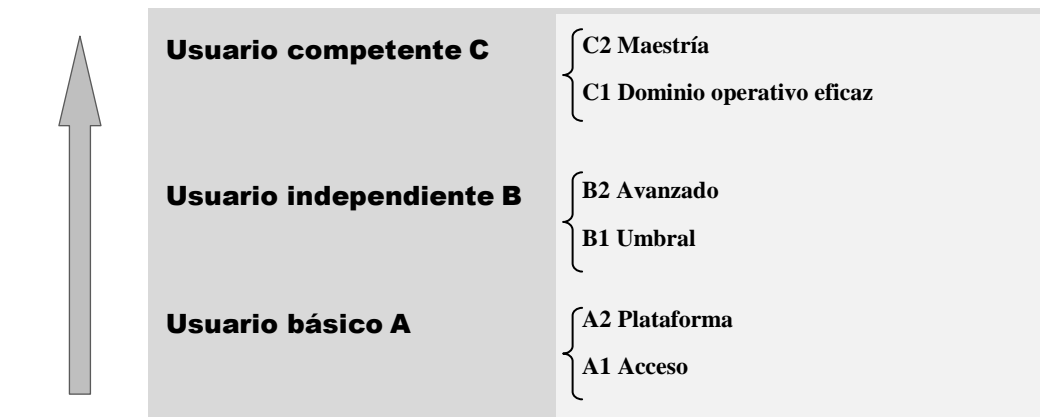 Usuario competente C
C2 Maestría
C1 Dominio operativo eficaz
Usuario independiente B
B2 Avanzado
B1 Umbral
Usuario básico A
A2 Plataforma
A1 Acceso